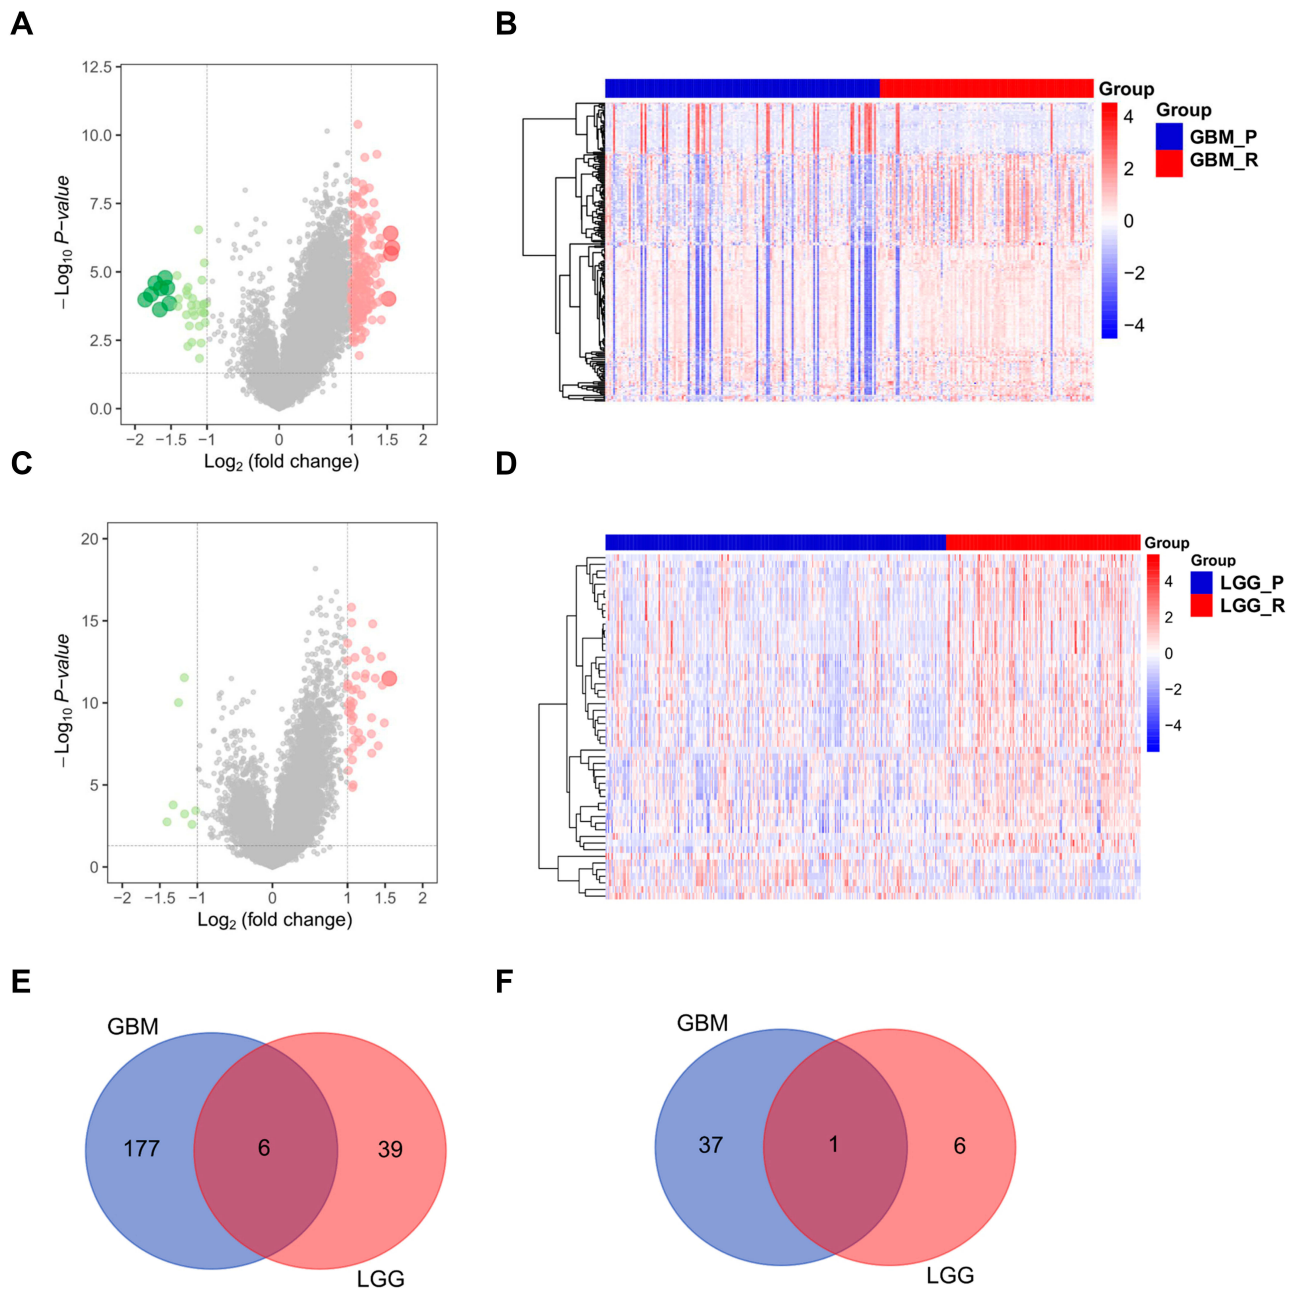 A
12.5
10.0
7.5
5.0
2.5
0.0
−Log10 P−value
−2 −1.5 −1 0 1 1.5 2
Log2 (fold change)
B
Group
4
2
0
−2
−4
Group
GBM_P
GBM_R
C
20
15
10
5
0
−Log10 P−value
−2 −1.5 −1 0 1 1.5 2
Log2 (fold change)
D
Group
4
2
0
−2
−4
Group
LGG_P
LGG_R
E
GBM
177 6 39
LGG
F
GBM
37 1 6
LGG